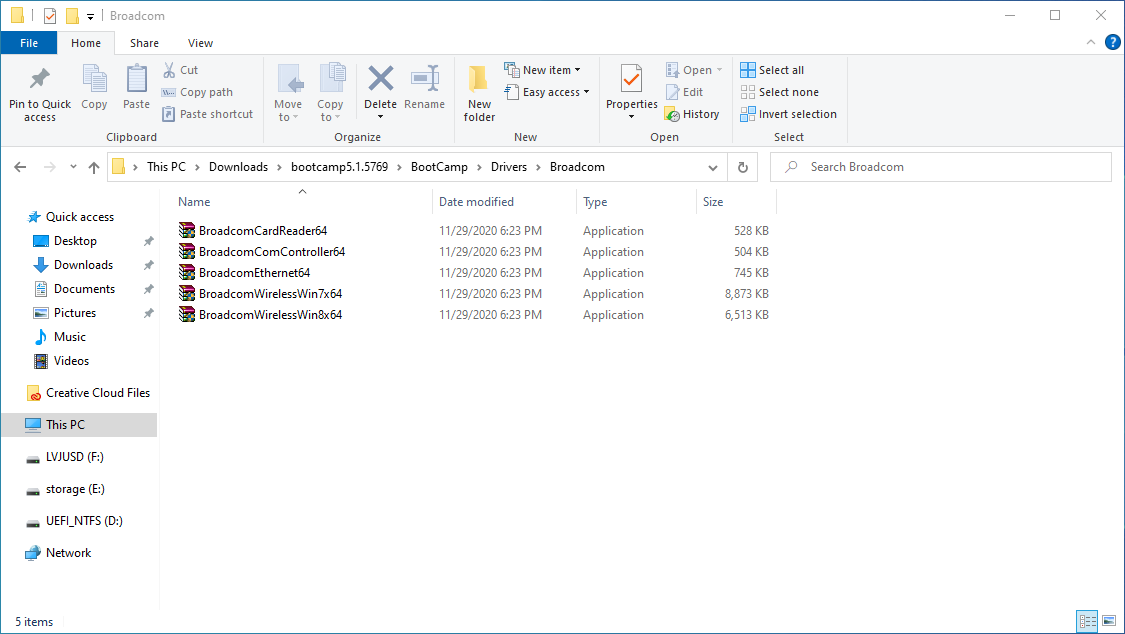 Broadcom
File Home Share View
Pin to Quick access
Copy
Paste
Cut
Copy path
Paste shortcut
Clipboard
Move to
Copy to
Delete
Rename
Organize
New folder
New item
Easy access
New
Properties
Open
Edit
History
Open
Select all
Select none
Invert selection
Select
This PC > Downloads > bootcamp5.1.5769 > BootCamp > Drivers > Broadcom
Search Broadcom
Name Date modified Type Size
BroadcomCardReader64 11/29/2020 6:23 PM Application 528 KB
BroadcomComController64 11/29/2020 6:23 PM Application 504 KB
BroadcomEthernet64 11/29/2020 6:23 PM Application 745 KB
BroadcomWirelessWin7x64 11/29/2020 6:23 PM Application 8,873 KB
BroadcomWirelessWin8x64 11/29/2020 6:23 PM Application 6,513 KB
Quick access
Desktop
Downloads
Documents
Pictures
Music
Videos
Creative Cloud Files
This PC
LVJUSD (F:)
storage (E:)
UEFI_NTFS (D:)
Network
5 items